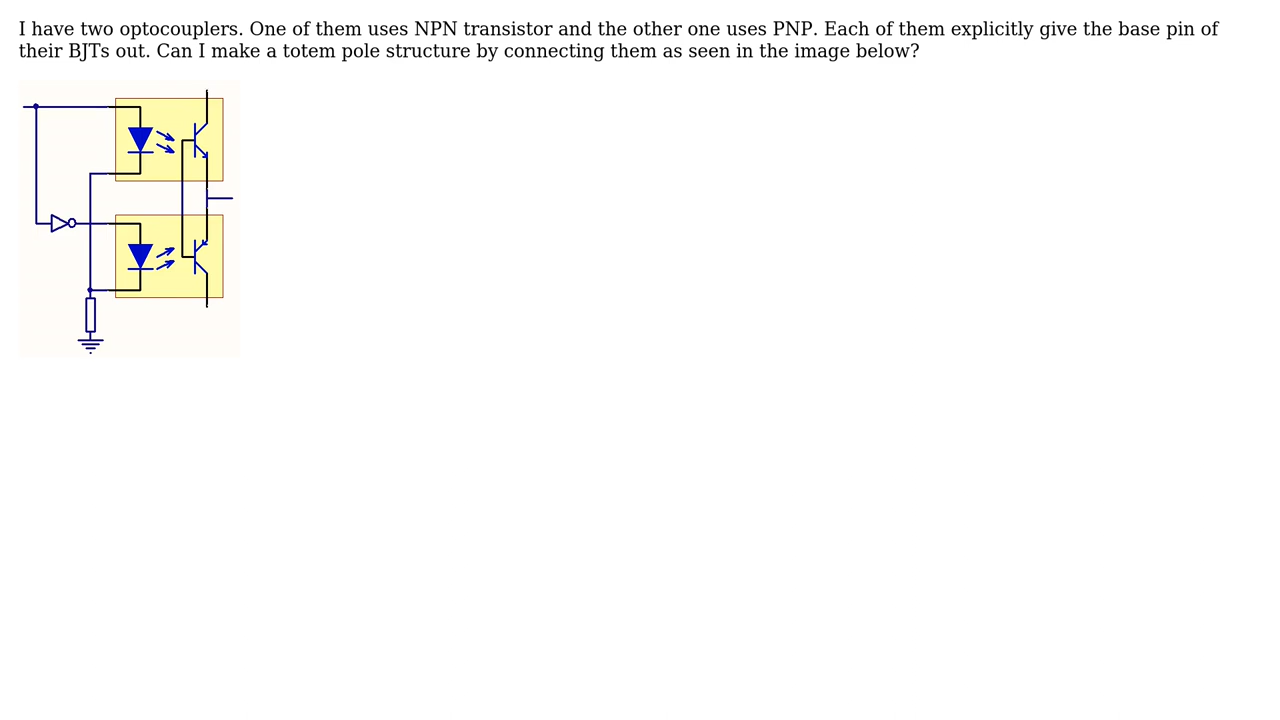 I have two optocouplers. One of them uses NPN transistor and the other one uses PNP. Each of them explicitly give the base pin of
their BJTs out. Can I make a totem pole structure by connecting them as seen in the image below?